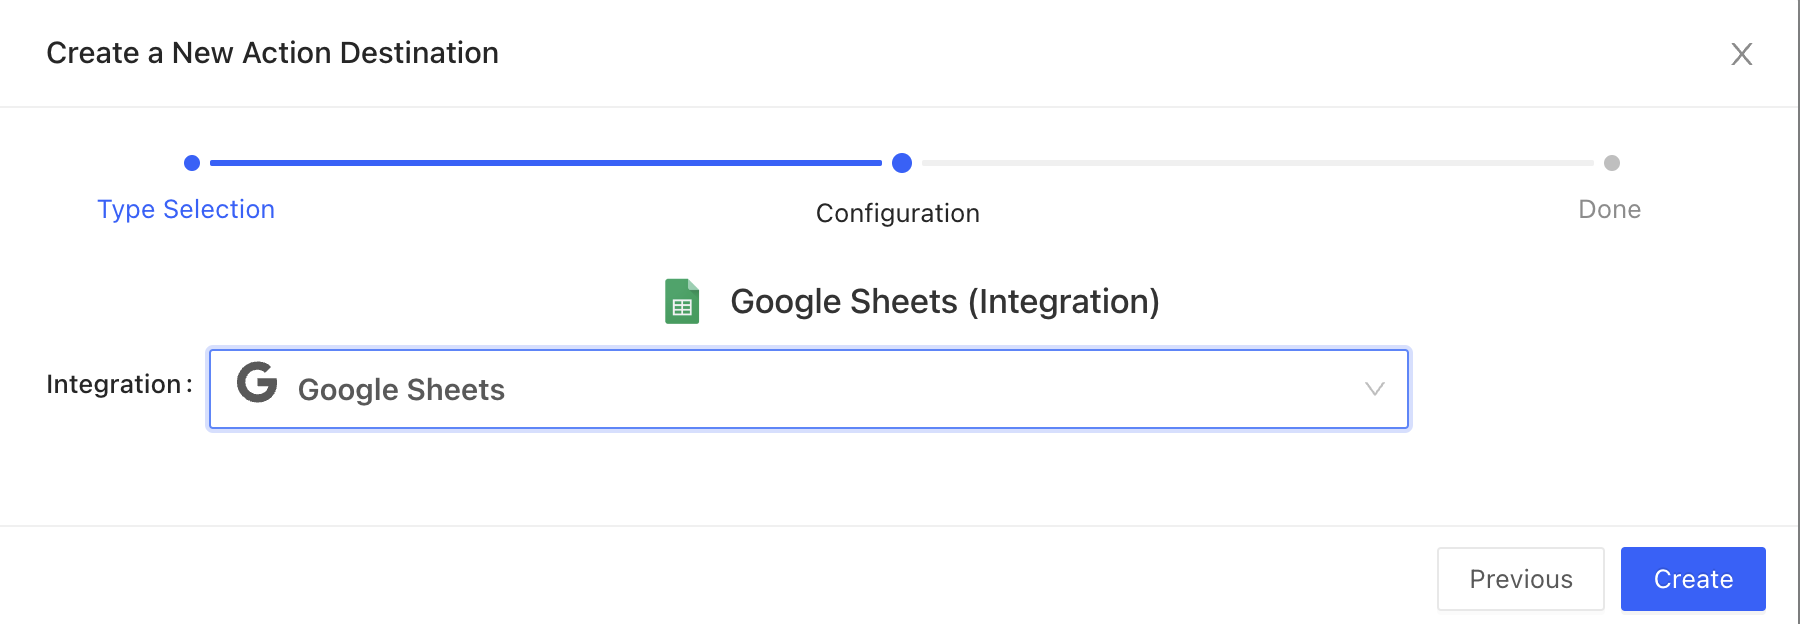 Create a New Action Destination
Type Selection
Configuration
Done
Google Sheets (Integration)
Integration:
Google Sheets
Previous
Create